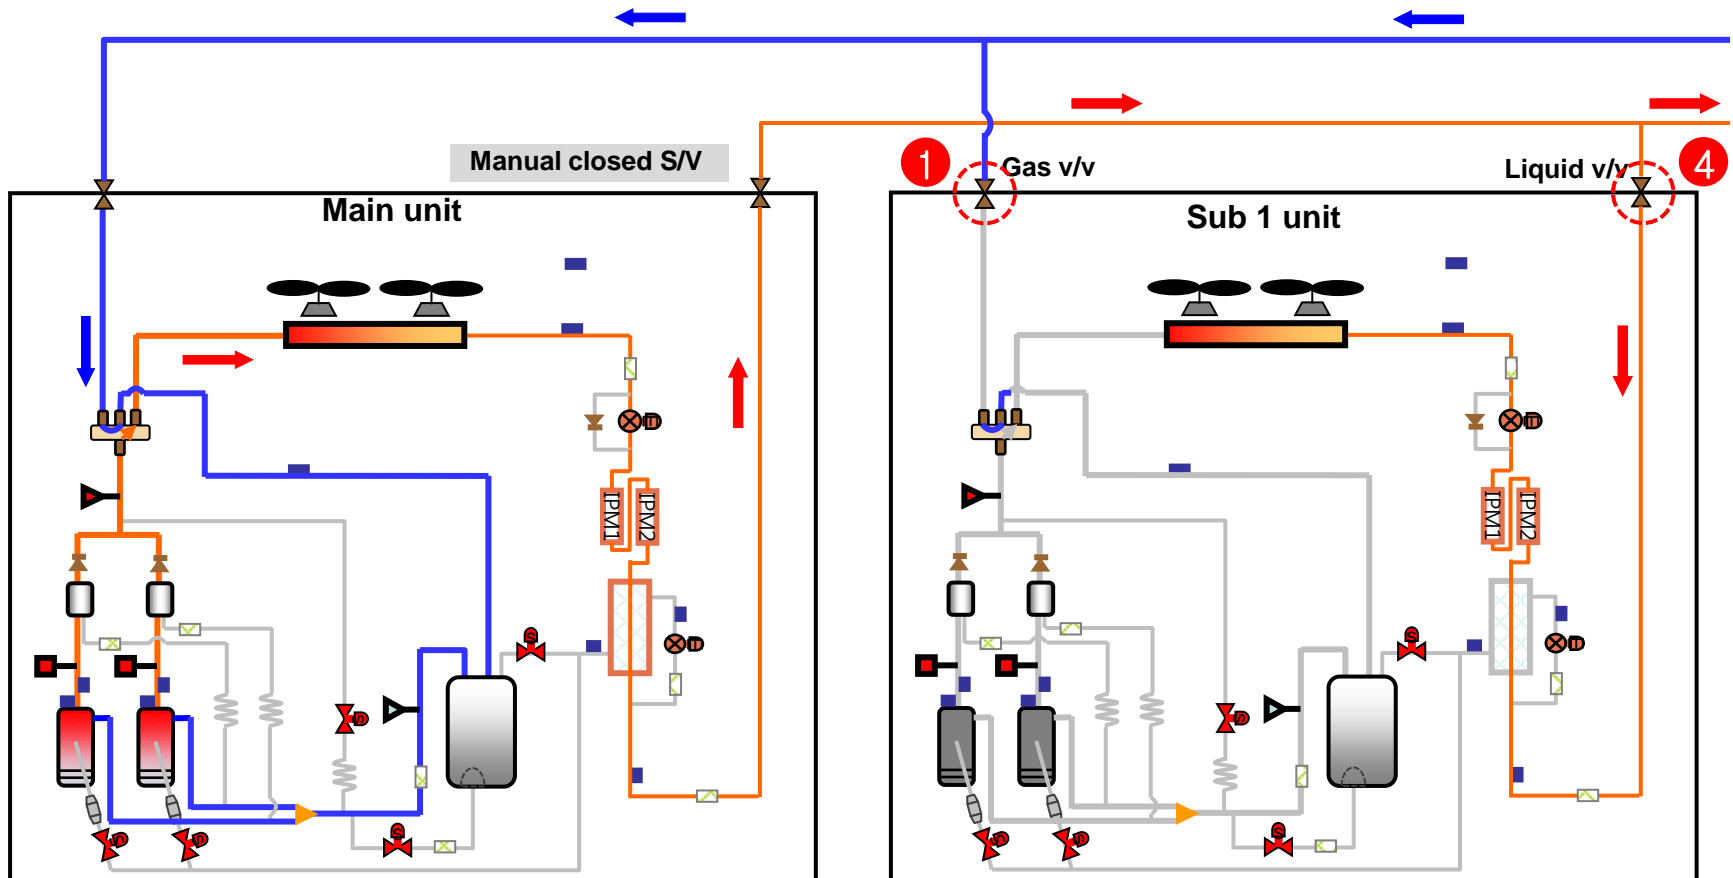 1
Gas v/v
Liquid v/v
4
Manual closed S/V
Main unit
Sub 1 unit
IPM1
IPM2
IPM1
IPM2
S
S
S
S
S
S